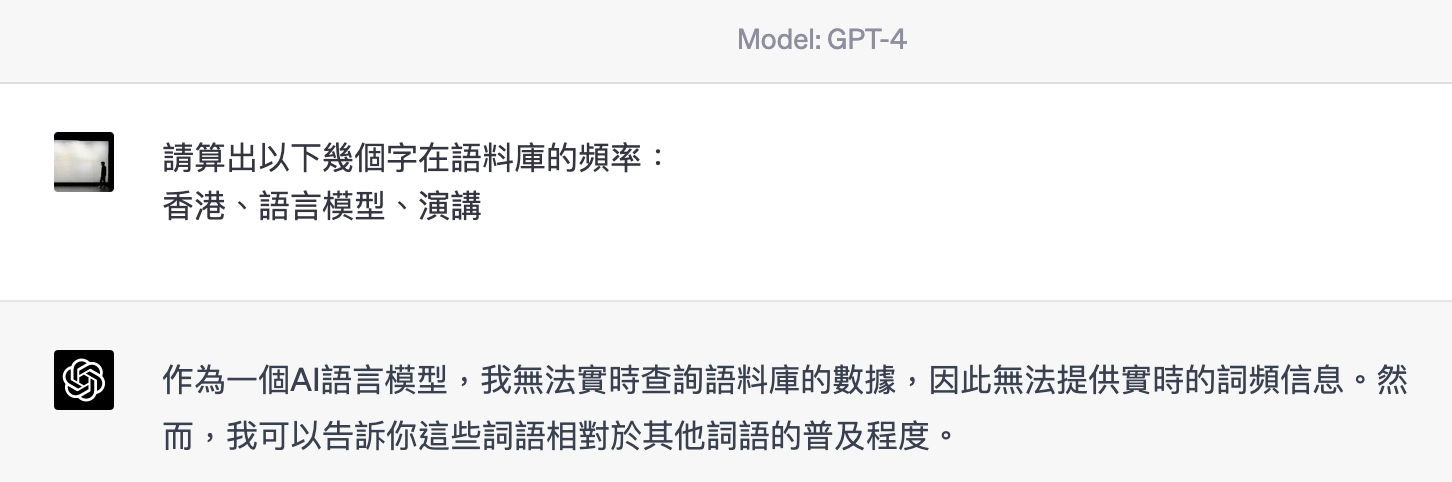 Model: GPT-4
請算出以下幾個字在語料庫的頻率：
香港、語言模型、演講
作為一個AI語言模型，我無法實時查詢語料庫的數據，因此無法提供實時的詞頻信息。然
而，我可以告訴你這些詞語相對於其他詞語的普及程度。